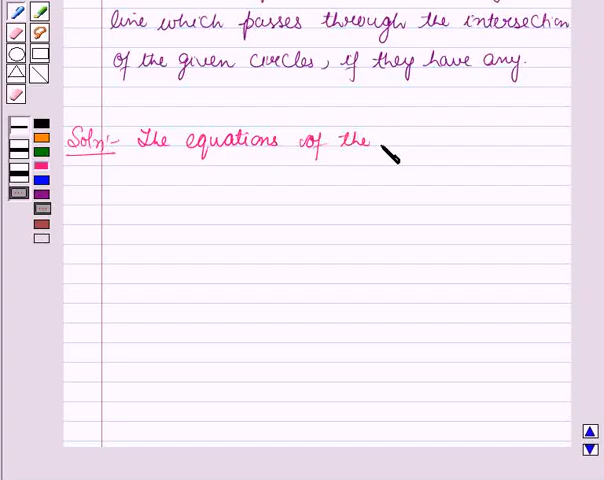 line which passes through the intersection
of the given circles, if they have any.
Soln:- The equations of the